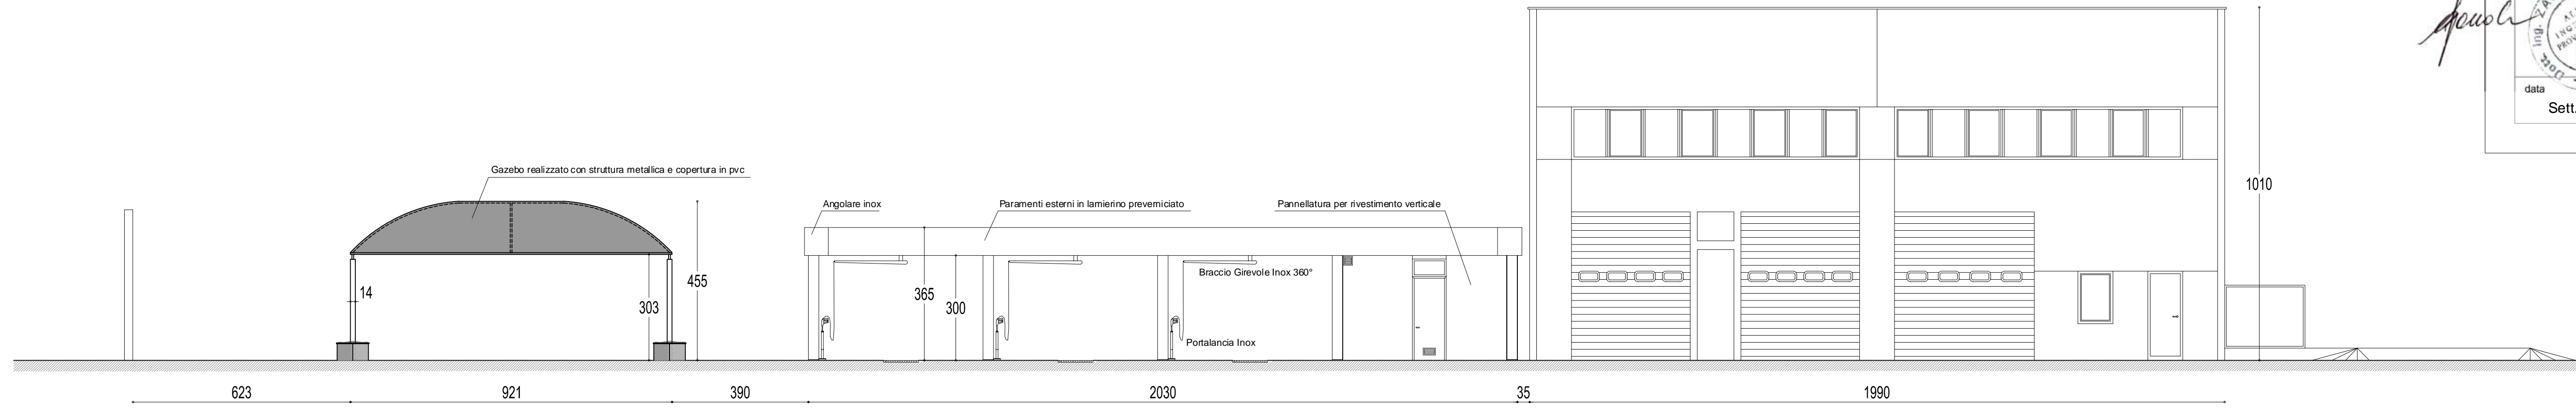 Gazebo realizzato con struttura metallica e copertura in pvc
Angolare inox
Paramenti esterni in lamierino preverniciato
Pannellatura per rivestimento verticale
Braccio Girevole Inox 360°
Portalancia Inox
14
303
455
365
300
1010
623
921
390
2030
35
1990
Dott. Ing.
data
Sett.